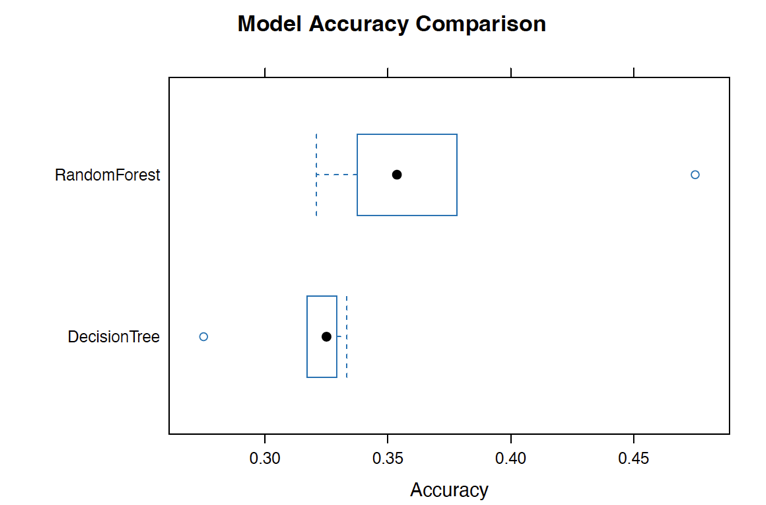 Model Accuracy Comparison
RandomForest
DecisionTree
0.30 0.35 0.40 0.45
Accuracy